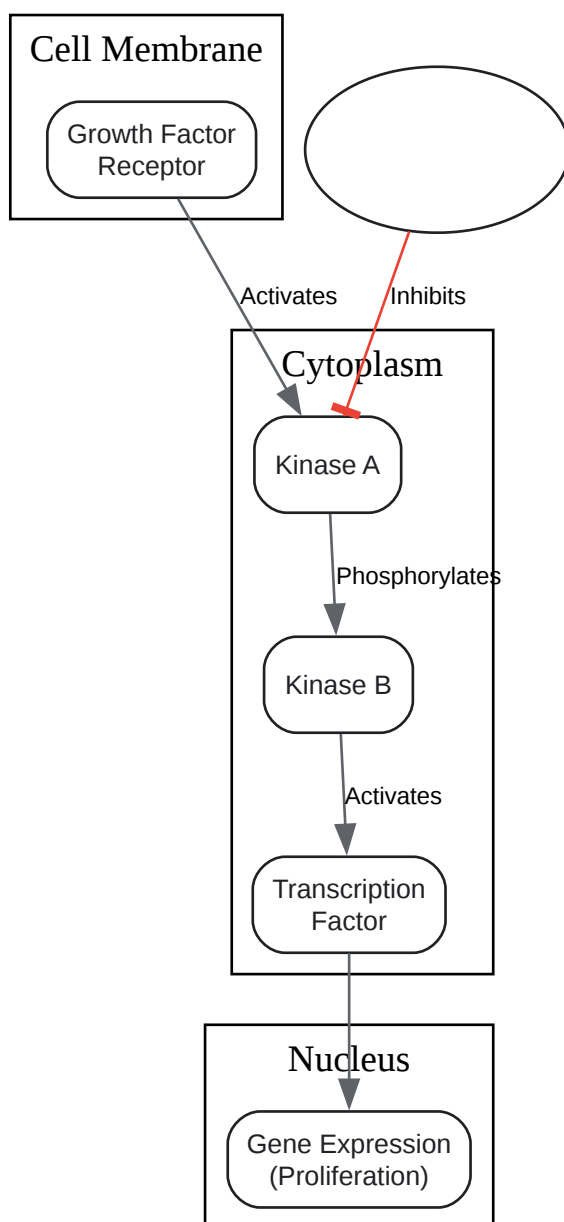 Cell Membrane
Growth Factor
Receptor
Activates
Inhibits
Cytoplasm
Kinase A
Phosphorylates
Kinase B
Activates
Transcription
Factor
Nucleus
Gene Expression
(Proliferation)